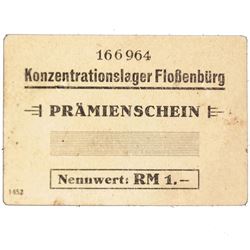 166964
Konzentrationslager Floßenbürg
PRÄMIENSCHEIN
Nennwert: RM 1.-
1452